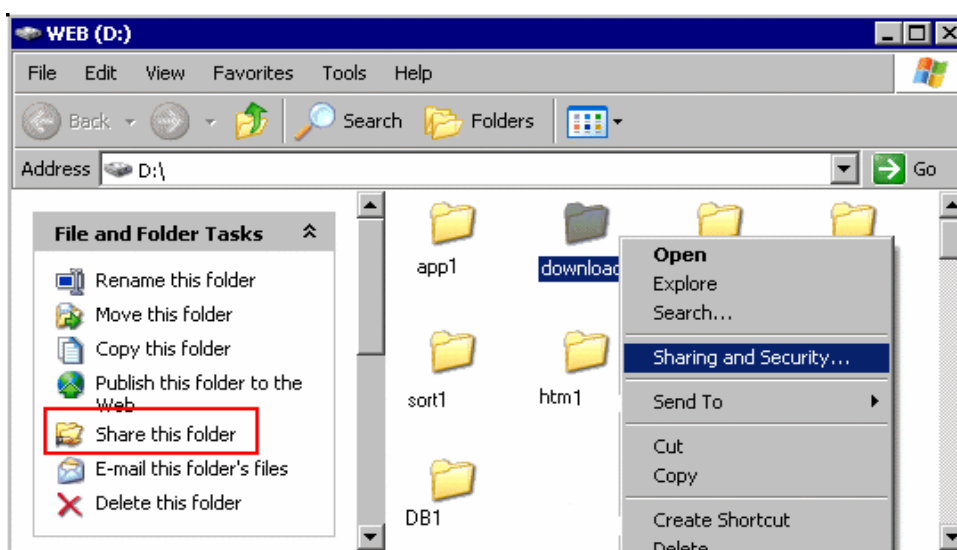 WEB (D:)
File Edit View Favorites Tools Help
Back Search Folders
Address D:\ Go
File and Folder Tasks
Rename this folder
Move this folder
Copy this folder
Publish this folder to the
Web
Share this folder
E-mail this folder's files
Delete this folder
app1
download
sort1
htm1
DB1
Open
Explore
Search...
Sharing and Security...
Send To
Cut
Copy
Create Shortcut
Delete